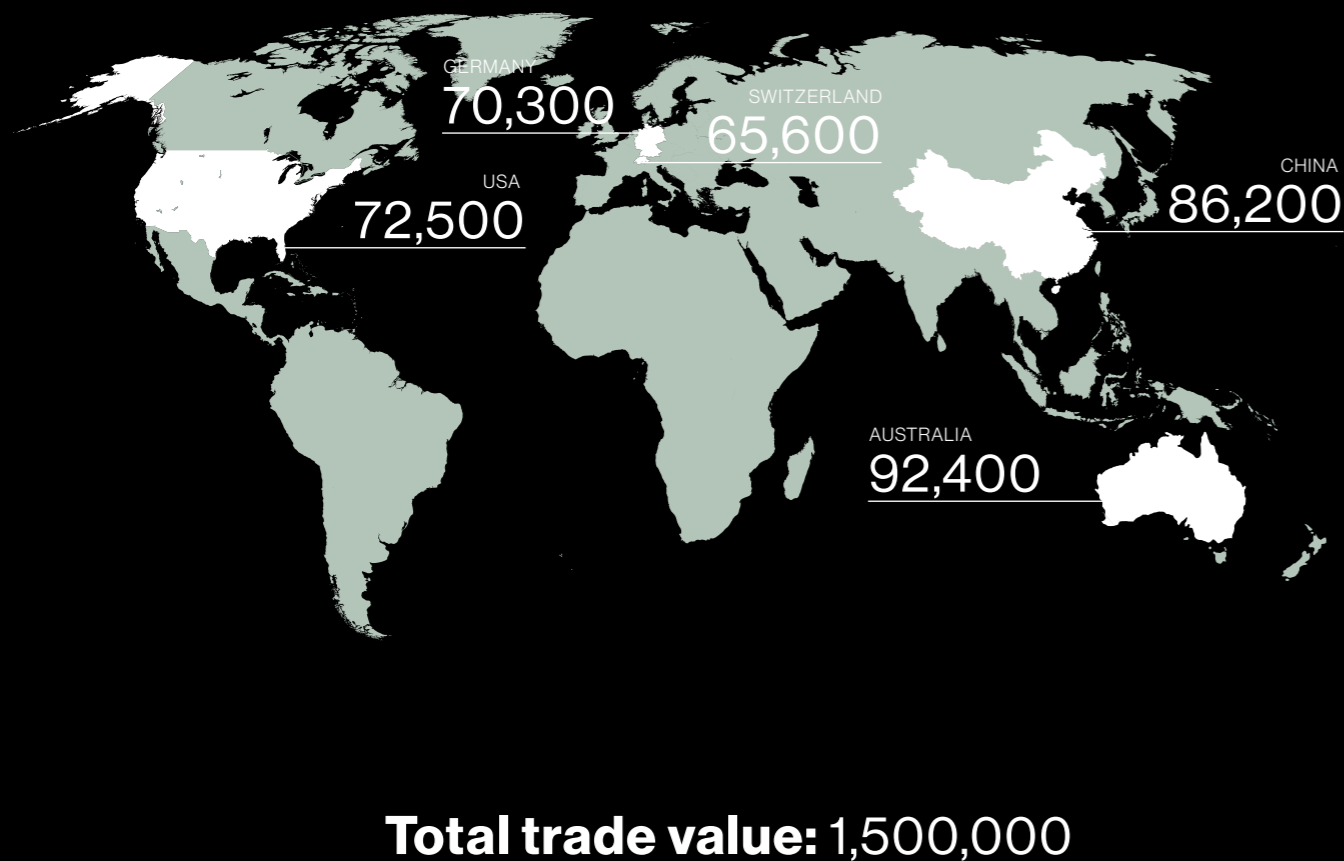 GERMANY
70,300
SWITZERLAND
65,600
USA
72,500
CHINA
86,200
AUSTRALIA
92,400
Total trade value: 1,500,000